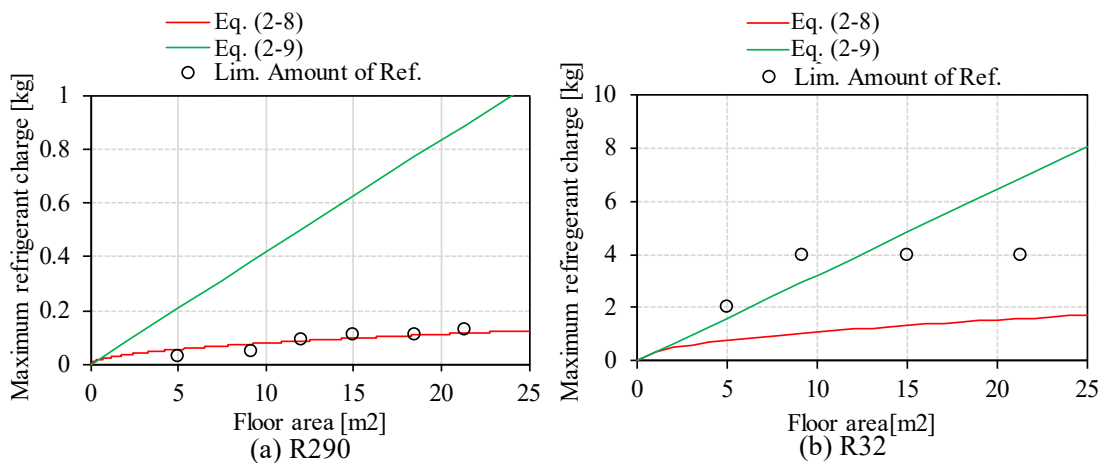 Eq. (2-8)
Eq. (2-9)
Lim. Amount of Ref.
Maximum refrigerant charge [kg]
1
0.8
0.6
0.4
0.2
0
0 5 10 15 20 25
Floor area [m2]
(a) R290
Eq. (2-8)
Eq. (2-9)
Lim. Amount of Ref.
Maximum refiregerant charge [kg]
10
8
6
4
2
0
0 5 10 15 20 25
Floor area[m2]
(b) R32